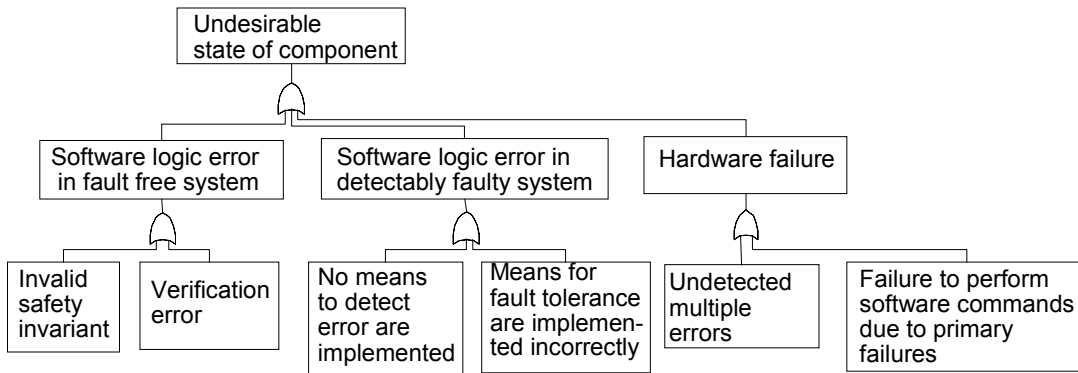 Undesirable
state of component
Software logic error
in fault free system
Software logic error in
detectably faulty system
Hardware failure
Invalid
safety
invariant
Verification
error
No means
to detect
error are
implemented
Means for
fault tolerance
are implemen-
ted incorrectly
Undetected
multiple
errors
Failure to perform
software commands
due to primary
failures